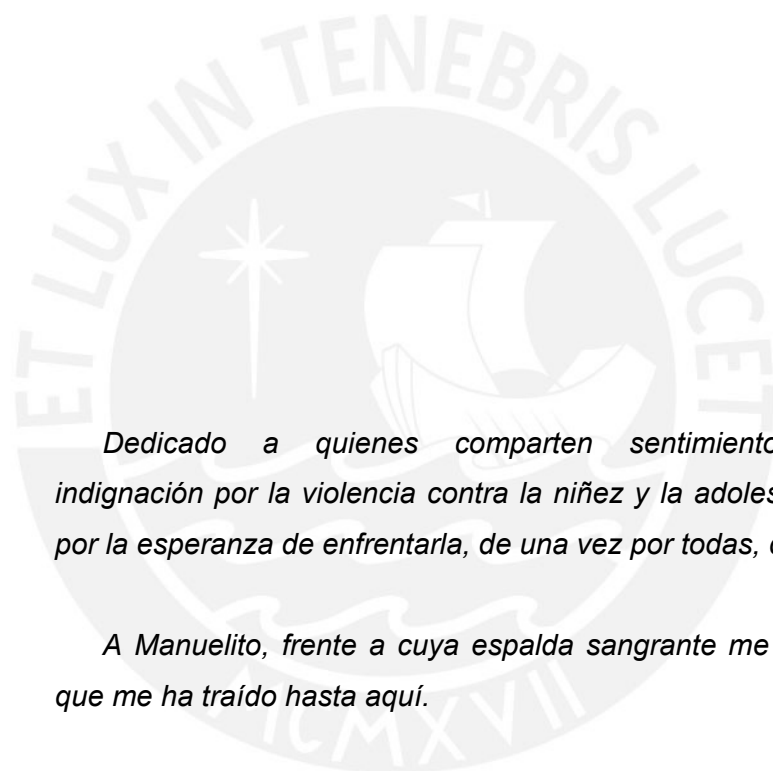 ET LUX IN TENEBRIS LUCET
Dedicado a quienes comparten
indignación por la violencia contra la niñez y la
por la esperanza de enfrentarla, de una vez por todas,
A Manuelito, frente a cuya espalda sangrante me
que me ha traído hasta aquí.
MCMXVII